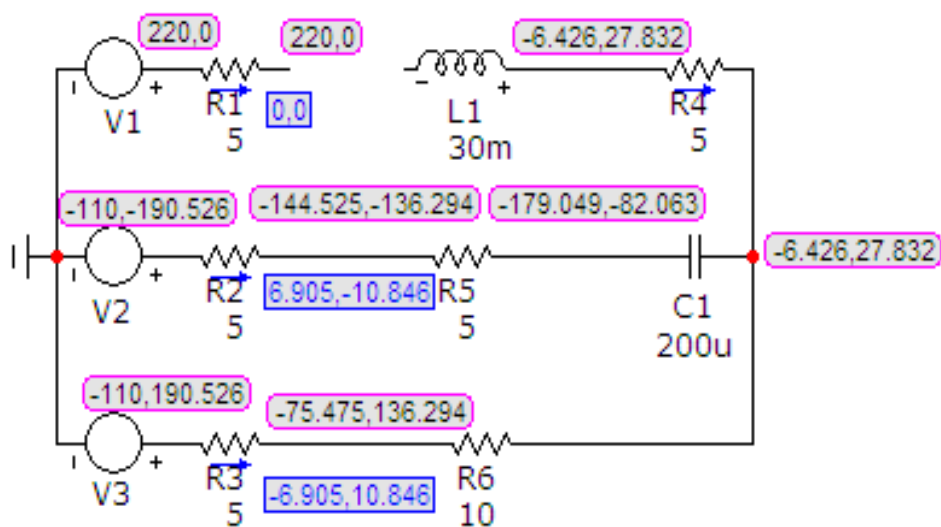 220,0
220,0
-6.426,27.832
V1
R1
5
0,0
L1
30m
R4
5
-110,-190.526
-144.525,-136.294
-179.049,-82.063
-6.426,27.832
V2
R2
5
6.905,-10.846
R5
5
C1
200u
-110,190.526
-75.475,136.294
V3
R3
5
-6.905,10.846
R6
10